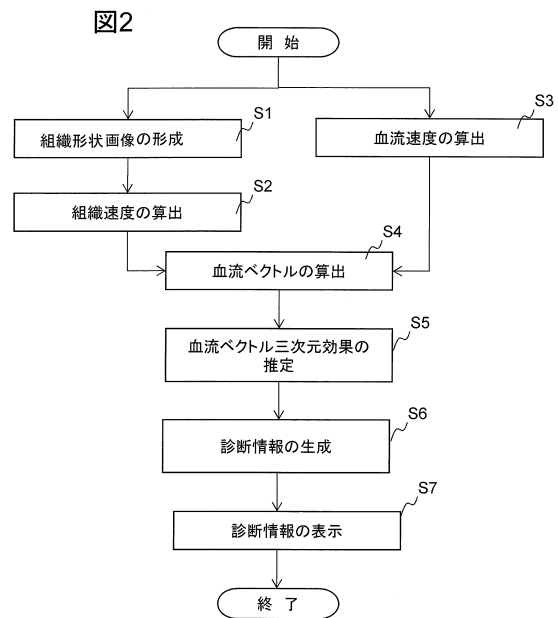 図2
開 始
S1
組織形状画像の形成
S3
血流速度の算出
S2
組織速度の算出
S4
血流ベクトルの算出
S5
血流ベクトル三次元効果の
推定
S6
診断情報の生成
S7
診断情報の表示
終 了